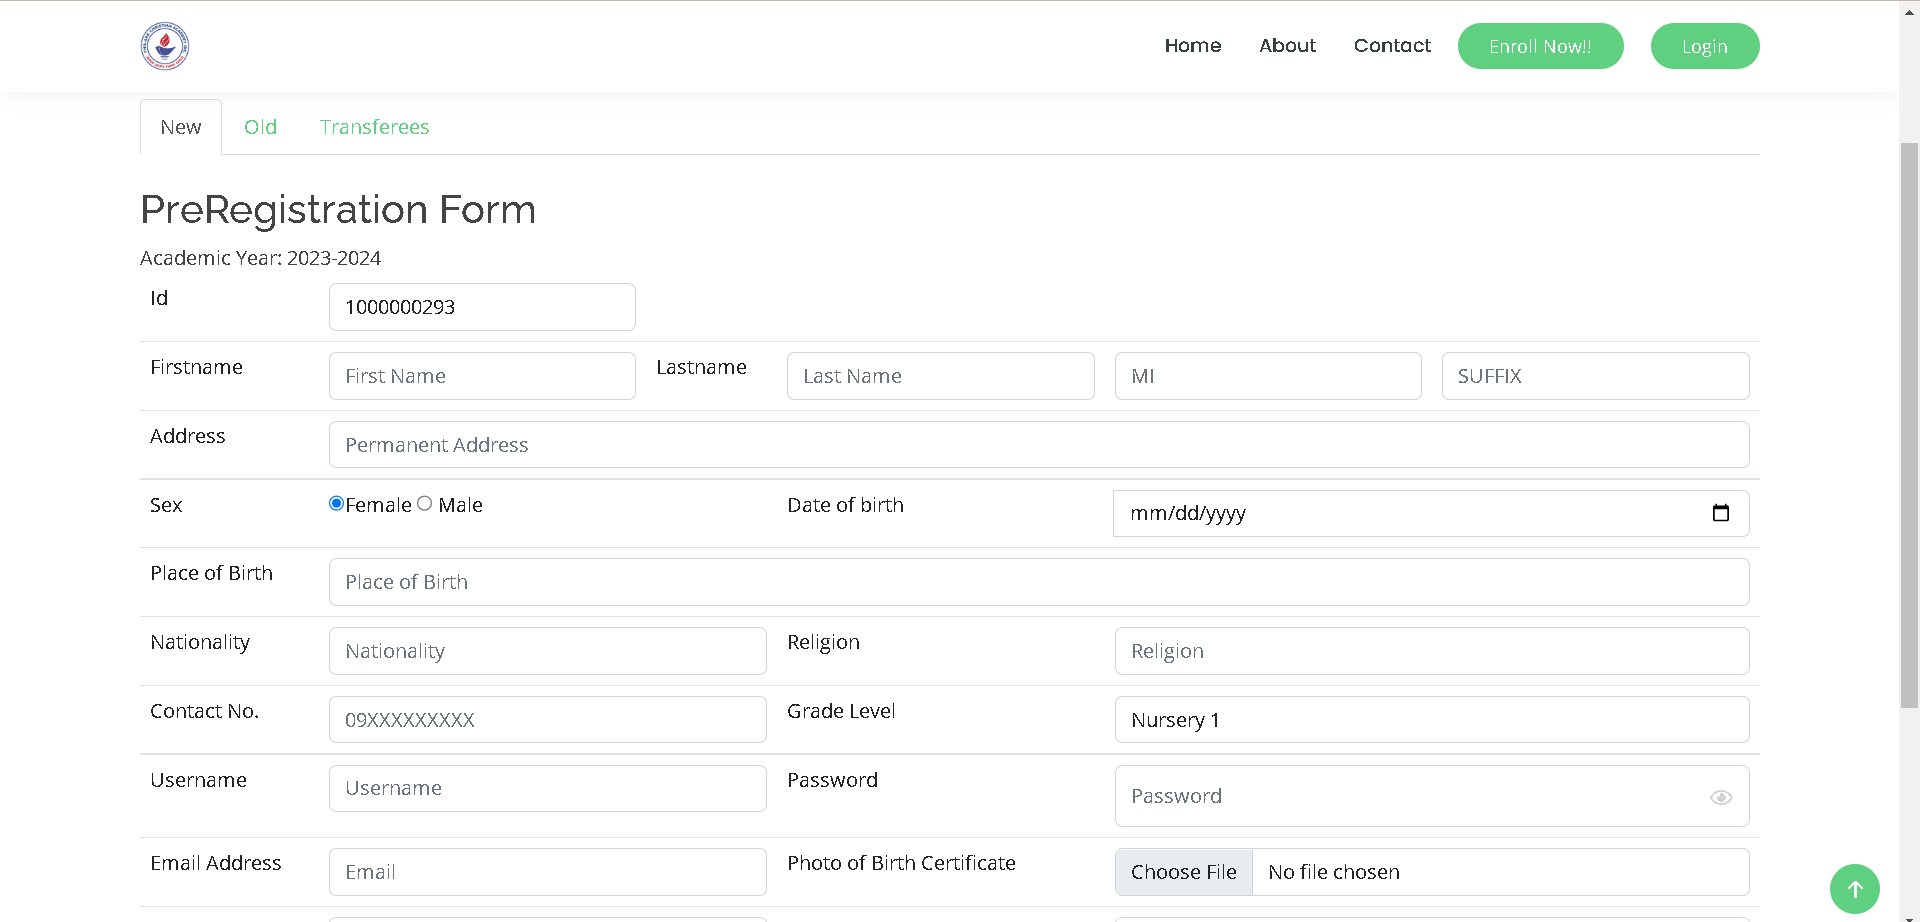 Home About Contact Enroll Now!! Login
New Old Transferees
PreRegistration Form
Academic Year: 2023-2024
Id 1000000293
Firstname First Name Lastname Last Name MI SUFFIX
Address Permanent Address
Sex Female Male Date of birth mm/dd/yyyy
Place of Birth Place of Birth
Nationality Nationality Religion Religion
Contact No. 09XXXXXXXXX Grade Level Nursery 1
Username Username Password Password
Email Address Email Photo of Birth Certificate Choose File No file chosen